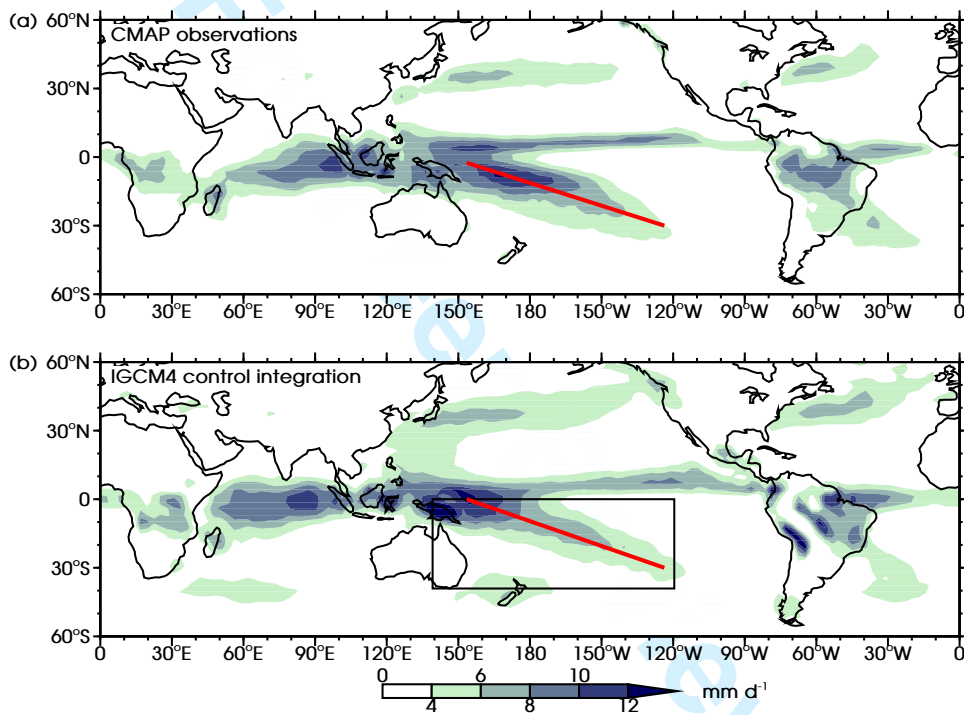 (a)
60°N
CMAP observations
30°N
0
30°S
60°S
0 30°E 60°E 90°E 120°E 150°E 180° 150°W 120°W 90°W 60°W 30°W 0
(b)
60°N
IGCM4 control integration
30°N
0
30°S
60°S
0 30°E 60°E 90°E 120°E 150°E 180° 150°W 120°W 90°W 60°W 30°W 0
0 6 10
mm d⁻¹
4 8 12